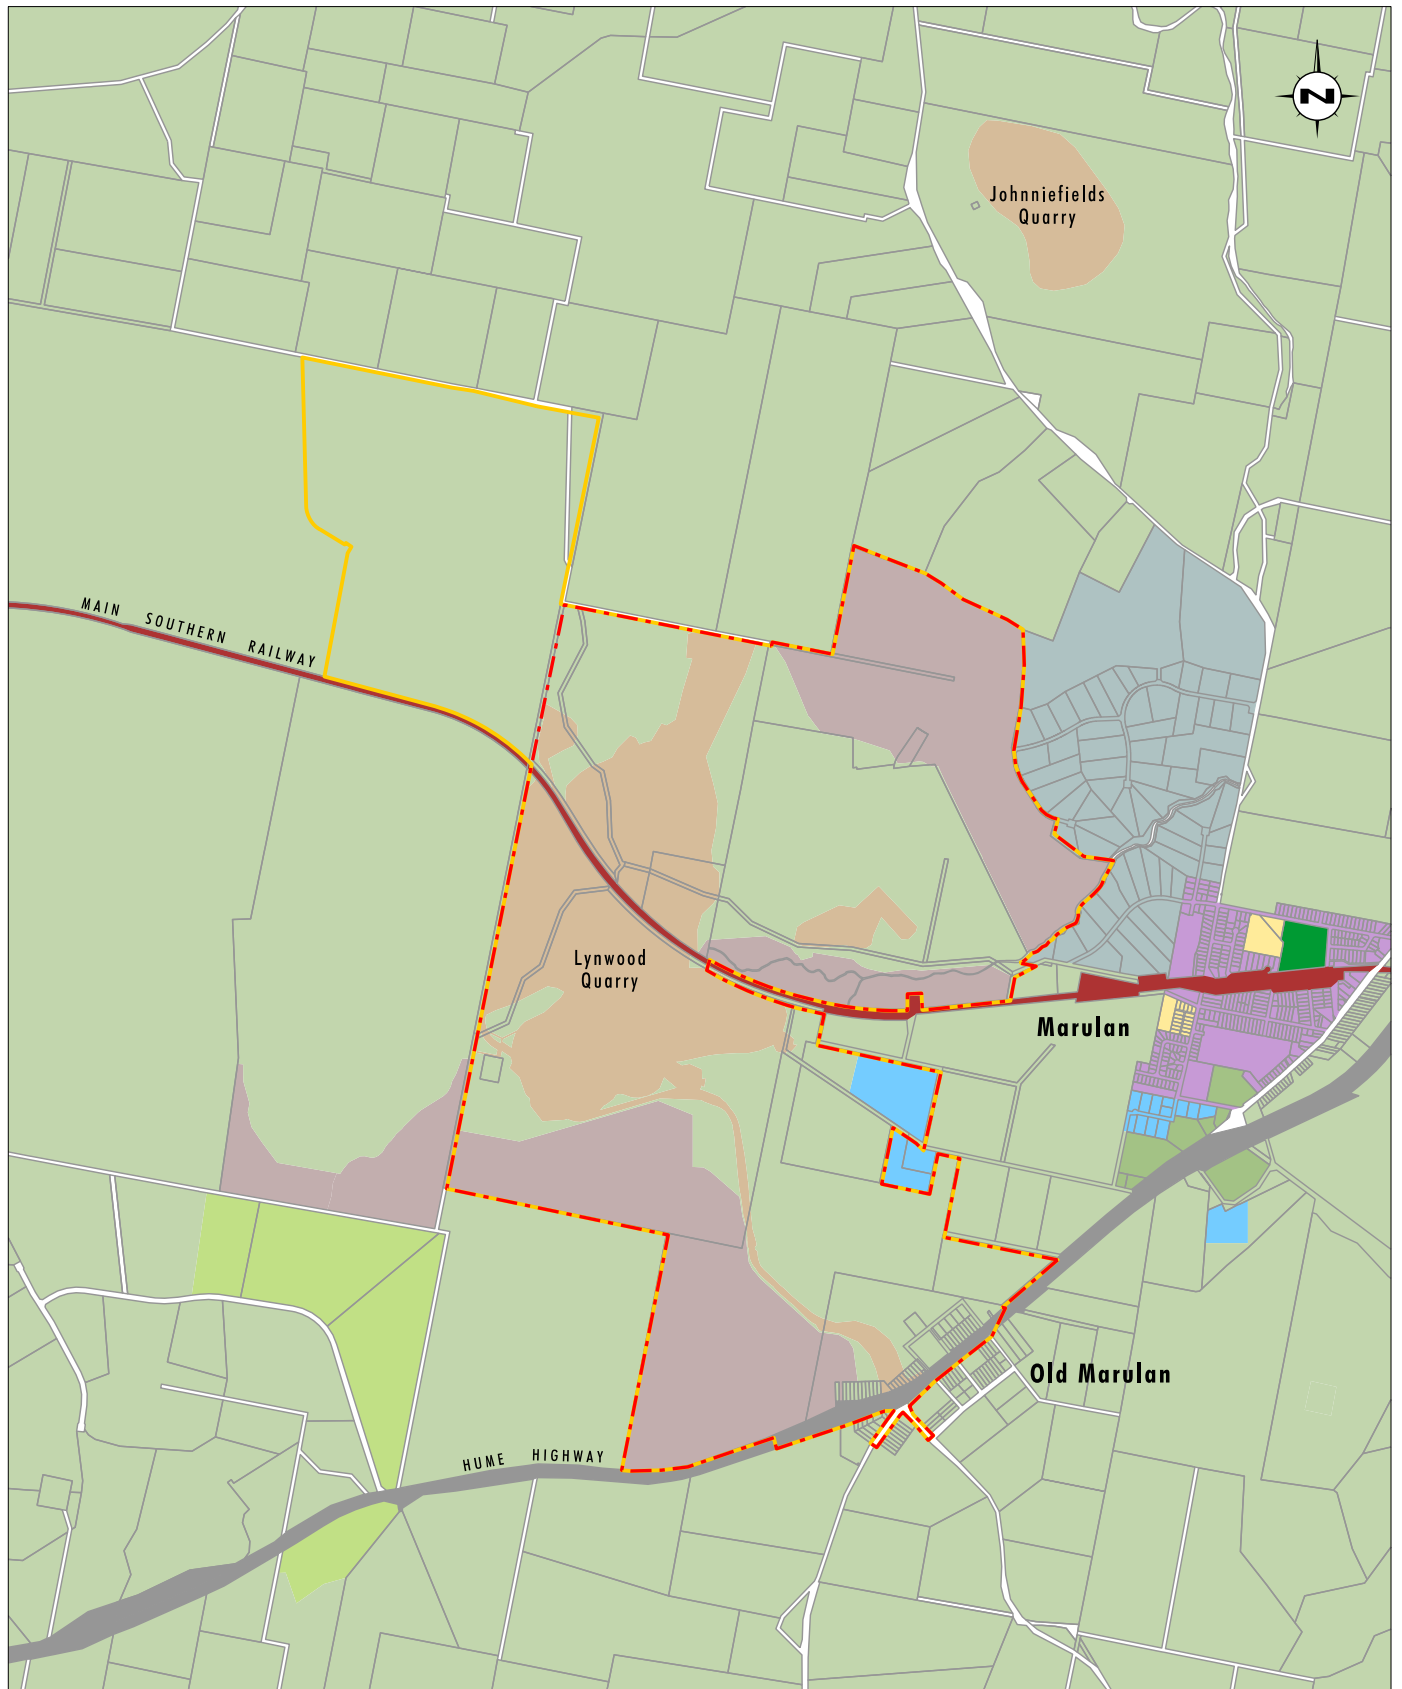 N
Johnniefields
Quarry
MAIN SOUTHERN RAILWAY
Lynwood
Quarry
Marulan
Old Marulan
HUME HIGHWAY